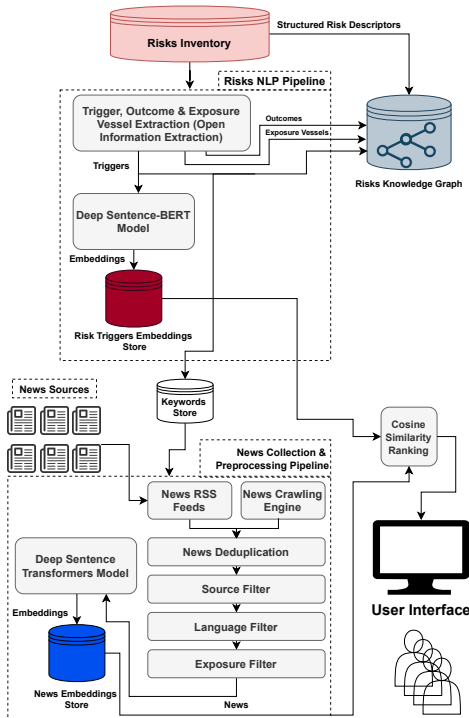 Structured Risk Descriptors
Risks Inventory
Risks NLP Pipeline
Trigger, Outcome & Exposure
Vessel Extraction (Open
Information Extraction)
Outcomes
Exposure Vessels
Triggers
Risks Knowledge Graph
Deep Sentence-BERT
Model
Embeddings
Risk Triggers Embeddings
Store
News Sources
Keywords
Store
Cosine
Similarity
Ranking
News Collection &
Preprocessing Pipeline
News RSS
Feeds
News Crawling
Engine
News Deduplication
Deep Sentence
Transformers Model
Source Filter
Embeddings
Language Filter
User Interface
Exposure Filter
News Embeddings
Store
News